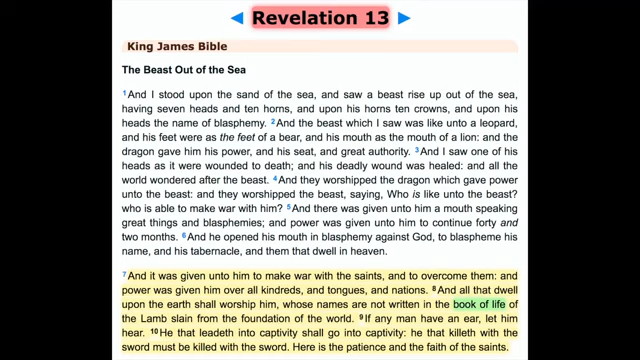 ◄ Revelation 13 ►
King James Bible
The Beast Out of the Sea
1And I stood upon the sand of the sea, and saw a beast rise up out of the sea,
having seven heads and ten horns, and upon his horns ten crowns, and upon his
heads the name of blasphemy. 2And the beast which I saw was like unto a leopard,
and his feet were as the feet of a bear, and his mouth as the mouth of a lion: and the
dragon gave him his power, and his seat, and great authority. 3And I saw one of his
heads as it were wounded to death; and his deadly wound was healed: and all the
world wondered after the beast. 4And they worshipped the dragon which gave power
unto the beast: and they worshipped the beast, saying, Who is like unto the beast?
who is able to make war with him? 5And there was given unto him a mouth speaking
great things and blasphemies; and power was given unto him to continue forty and
two months. 6And he opened his mouth in blasphemy against God, to blaspheme his
name, and his tabernacle, and them that dwell in heaven.
7And it was given unto him to make war with the saints, and to overcome them: and
power was given him over all kindreds, and tongues, and nations. 8And all that dwell
upon the earth shall worship him, whose names are not written in the book of life of
the Lamb slain from the foundation of the world. 9If any man have an ear, let him
hear. 10He that leadeth into captivity shall go into captivity: he that killeth with the
sword must be killed with the sword. Here is the patience and the faith of the saints.